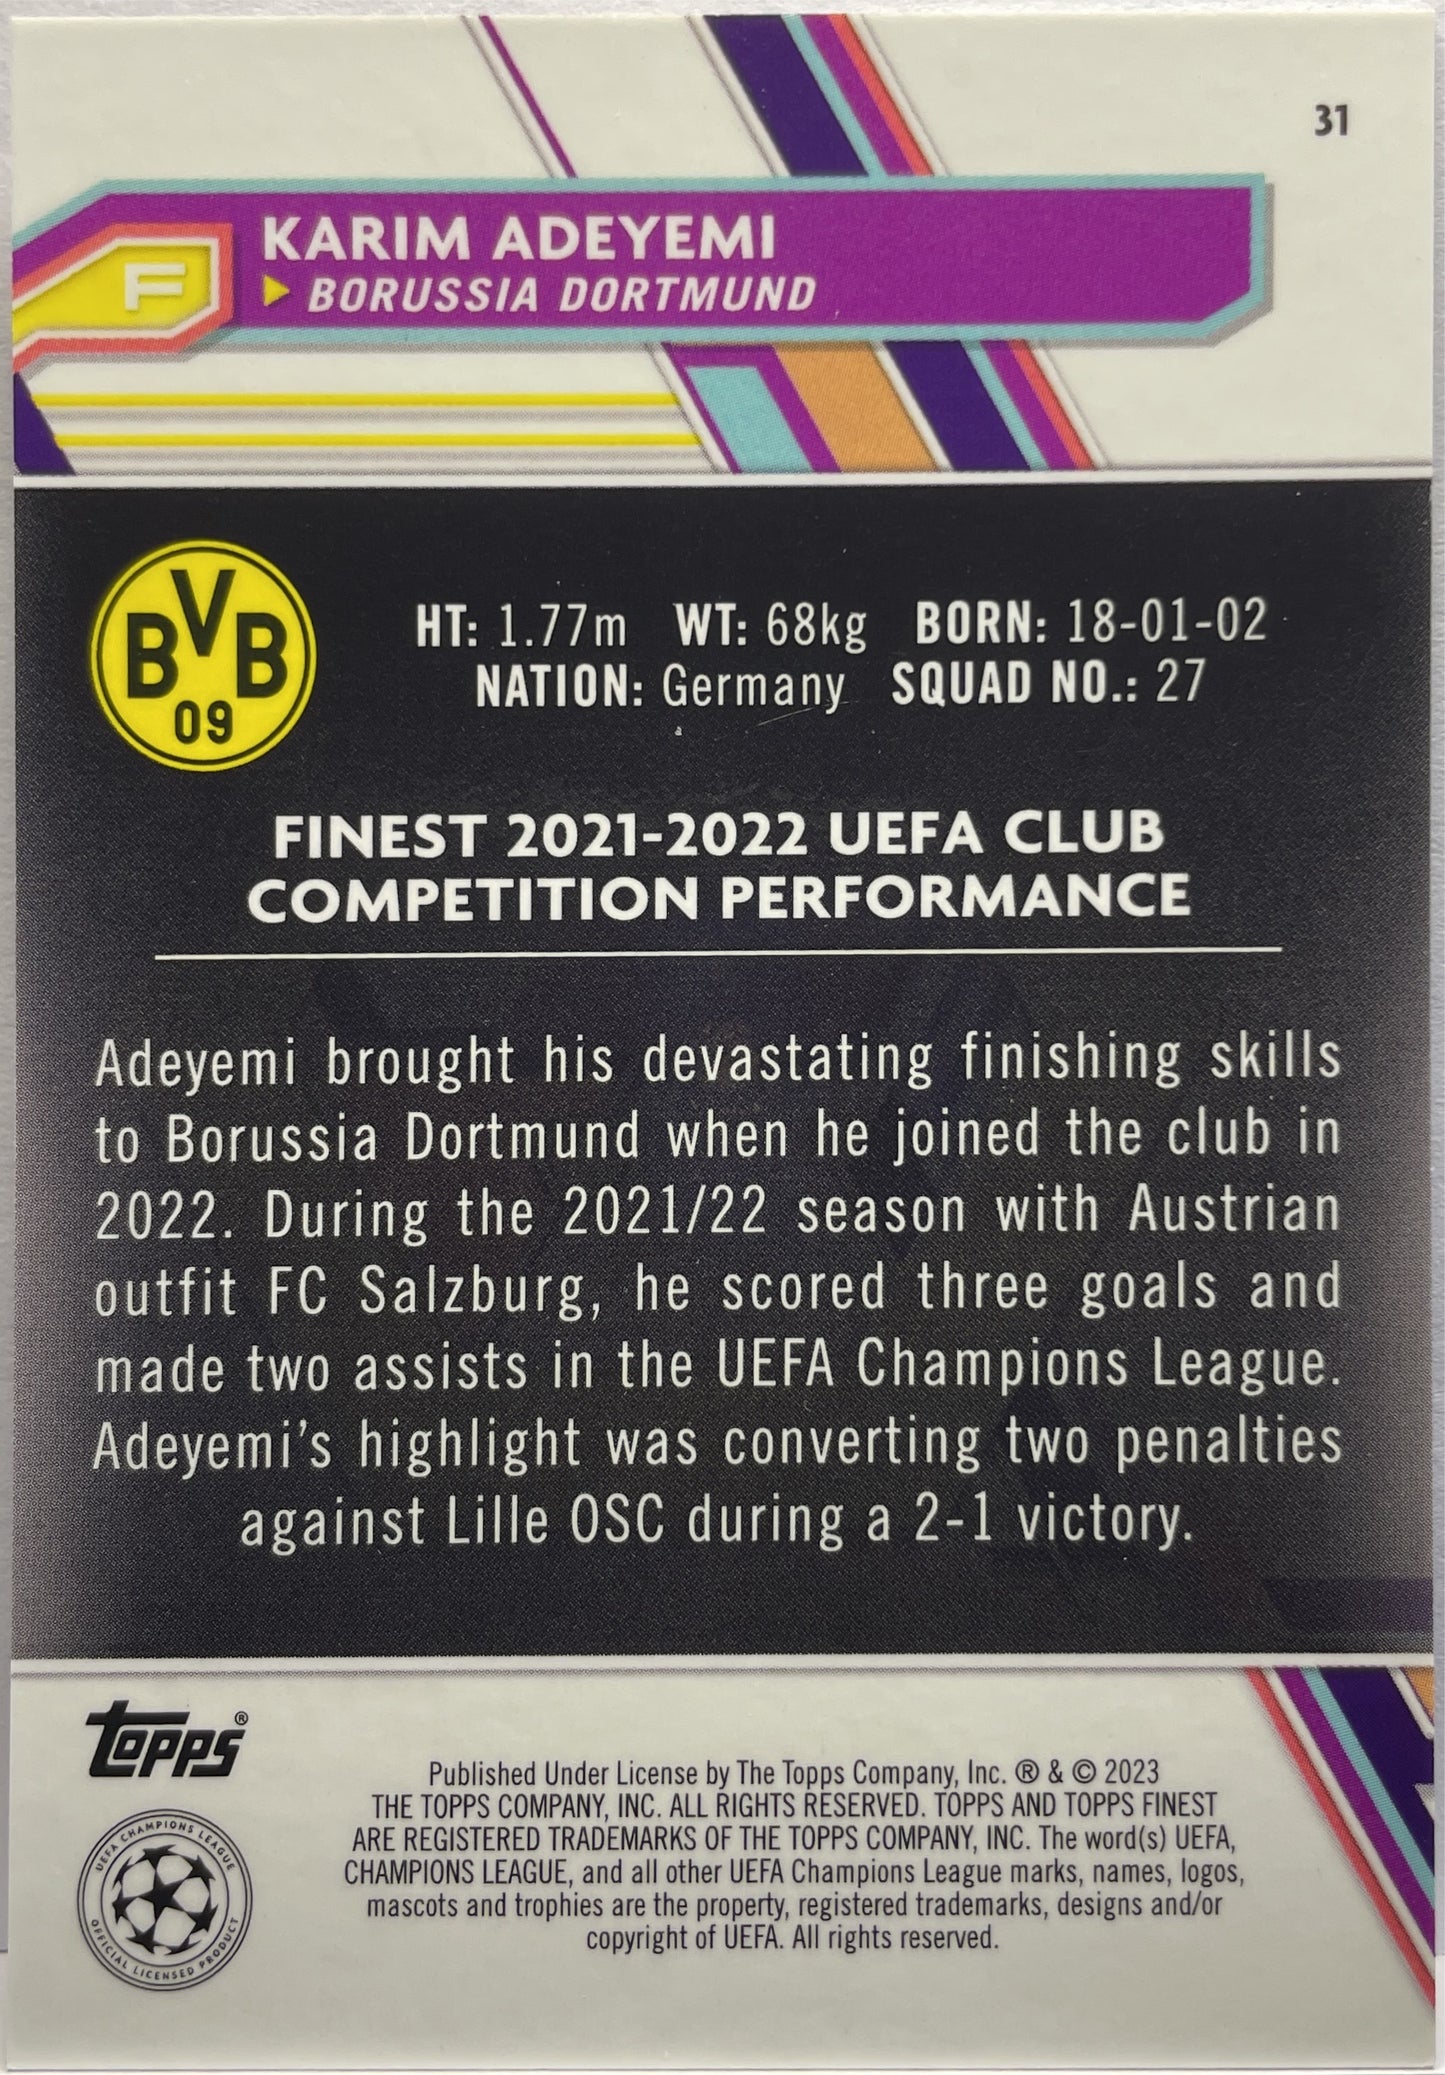 31
KARIM ADEYEMI
F
BORUSSIA DORTMUND
BVB
09
HT: 1.77m WT: 68kg BORN: 18-01-02
NATION: Germany SQUAD NO.: 27
FINEST 2021-2022 UEFA CLUB
COMPETITION PERFORMANCE
Adeyemi brought his devastating finishing skills
to Borussia Dortmund when he joined the club in
2022. During the 2021/22 season with Austrian
outfit FC Salzburg, he scored three goals and
made two assists in the UEFA Champions League.
Adeyemi's highlight was converting two penalties
against Lille OSC during a 2-1 victory.
Topps®
Published Under License by The Topps Company, Inc. ® & © 2023
THE TOPPS COMPANY, INC. ALL RIGHTS RESERVED. TOPPS AND TOPPS FINEST
ARE REGISTERED TRADEMARKS OF THE TOPPS COMPANY, INC. The word(s) UEFA,
CHAMPIONS LEAGUE, and all other UEFA Champions League marks, names, logos,
mascots and trophies are the property, registered trademarks, designs and/or
copyright of UEFA. All rights reserved.
UEFA CHAMPIONS LEAGUE
OFFICIAL LICENSED PRODUCT